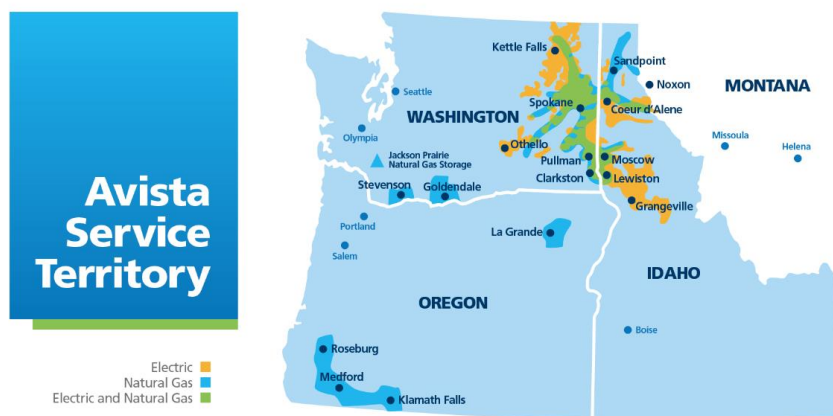 Avista
Service
Territory
Electric
Natural Gas
Electric and Natural Gas
Kettle Falls
Sandpoint
Noxon
MONTANA
Seattle
Spokane
Coeur d'Alene
WASHINGTON
Olympia
Othello
Missoula
Helena
Jackson Prairie
Natural Gas Storage
Pullman
Moscow
Clarkston
Lewiston
Stevenson
Goldendale
Grangeville
Portland
La Grande
Salem
IDAHO
OREGON
Boise
Roseburg
Medford
Klamath Falls